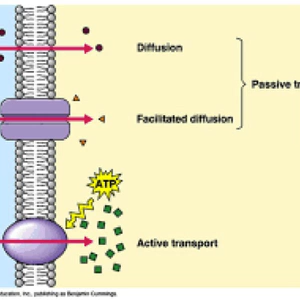 Diffusion
Passive tr
Facilitated diffusion
ATP
Active transport
ducation, Inc., publishing as Benjamin Cummings.